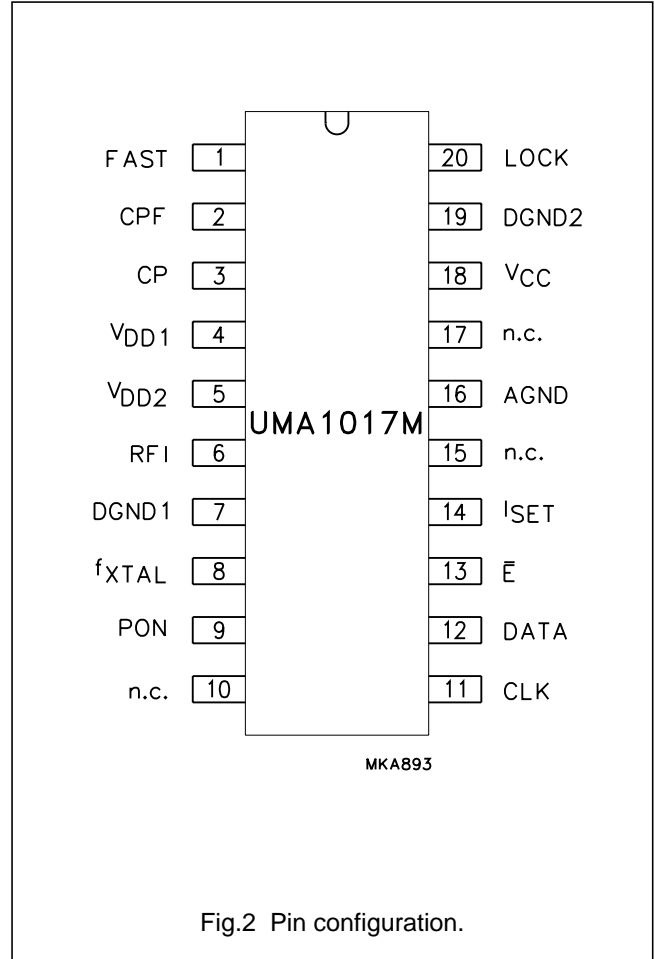 FAST 1 20 LOCK
CPF 2 19 DGND2
CP 3 18 VCC
VDD1 4 17 n.c.
VDD2 5 16 AGND
UMA1017M
RFI 6 15 n.c.
DGND1 7 14 ISET
fXTAL 8 13 Ē
PON 9 12 DATA
n.c. 10 11 CLK
MKA893
Fig.2 Pin configuration.